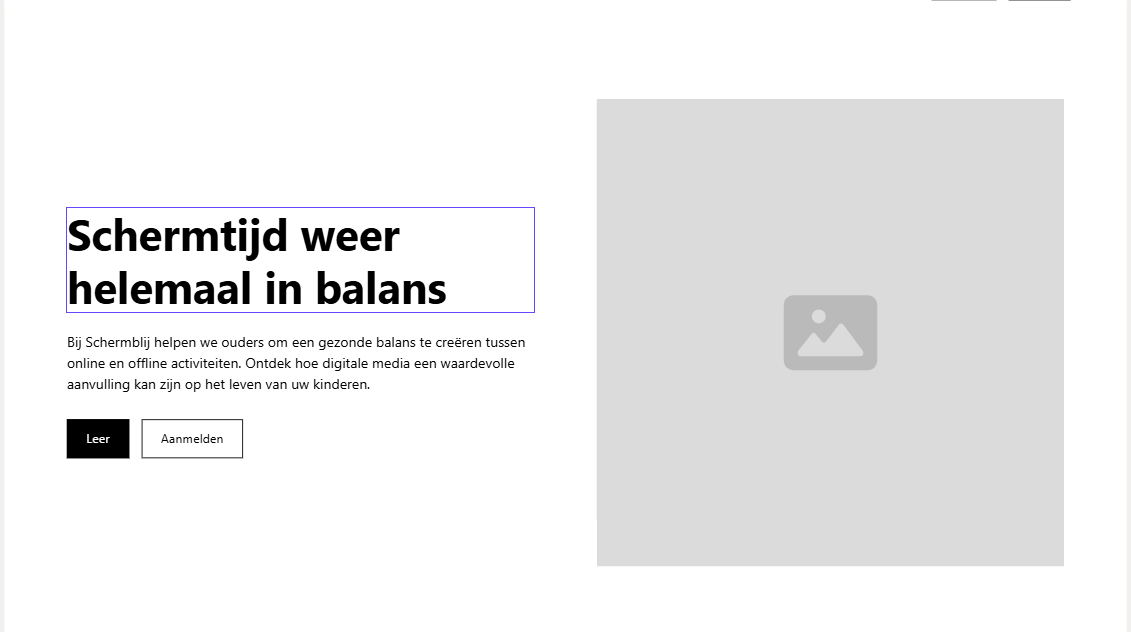 Schermtijd weer
helemaal in balans
Bij Schermblij helpen we ouders om een gezonde balans te creëren tussen
online en offline activiteiten. Ontdek hoe digitale media een waardevolle
aanvulling kan zijn op het leven van uw kinderen.
Leer
Aanmelden